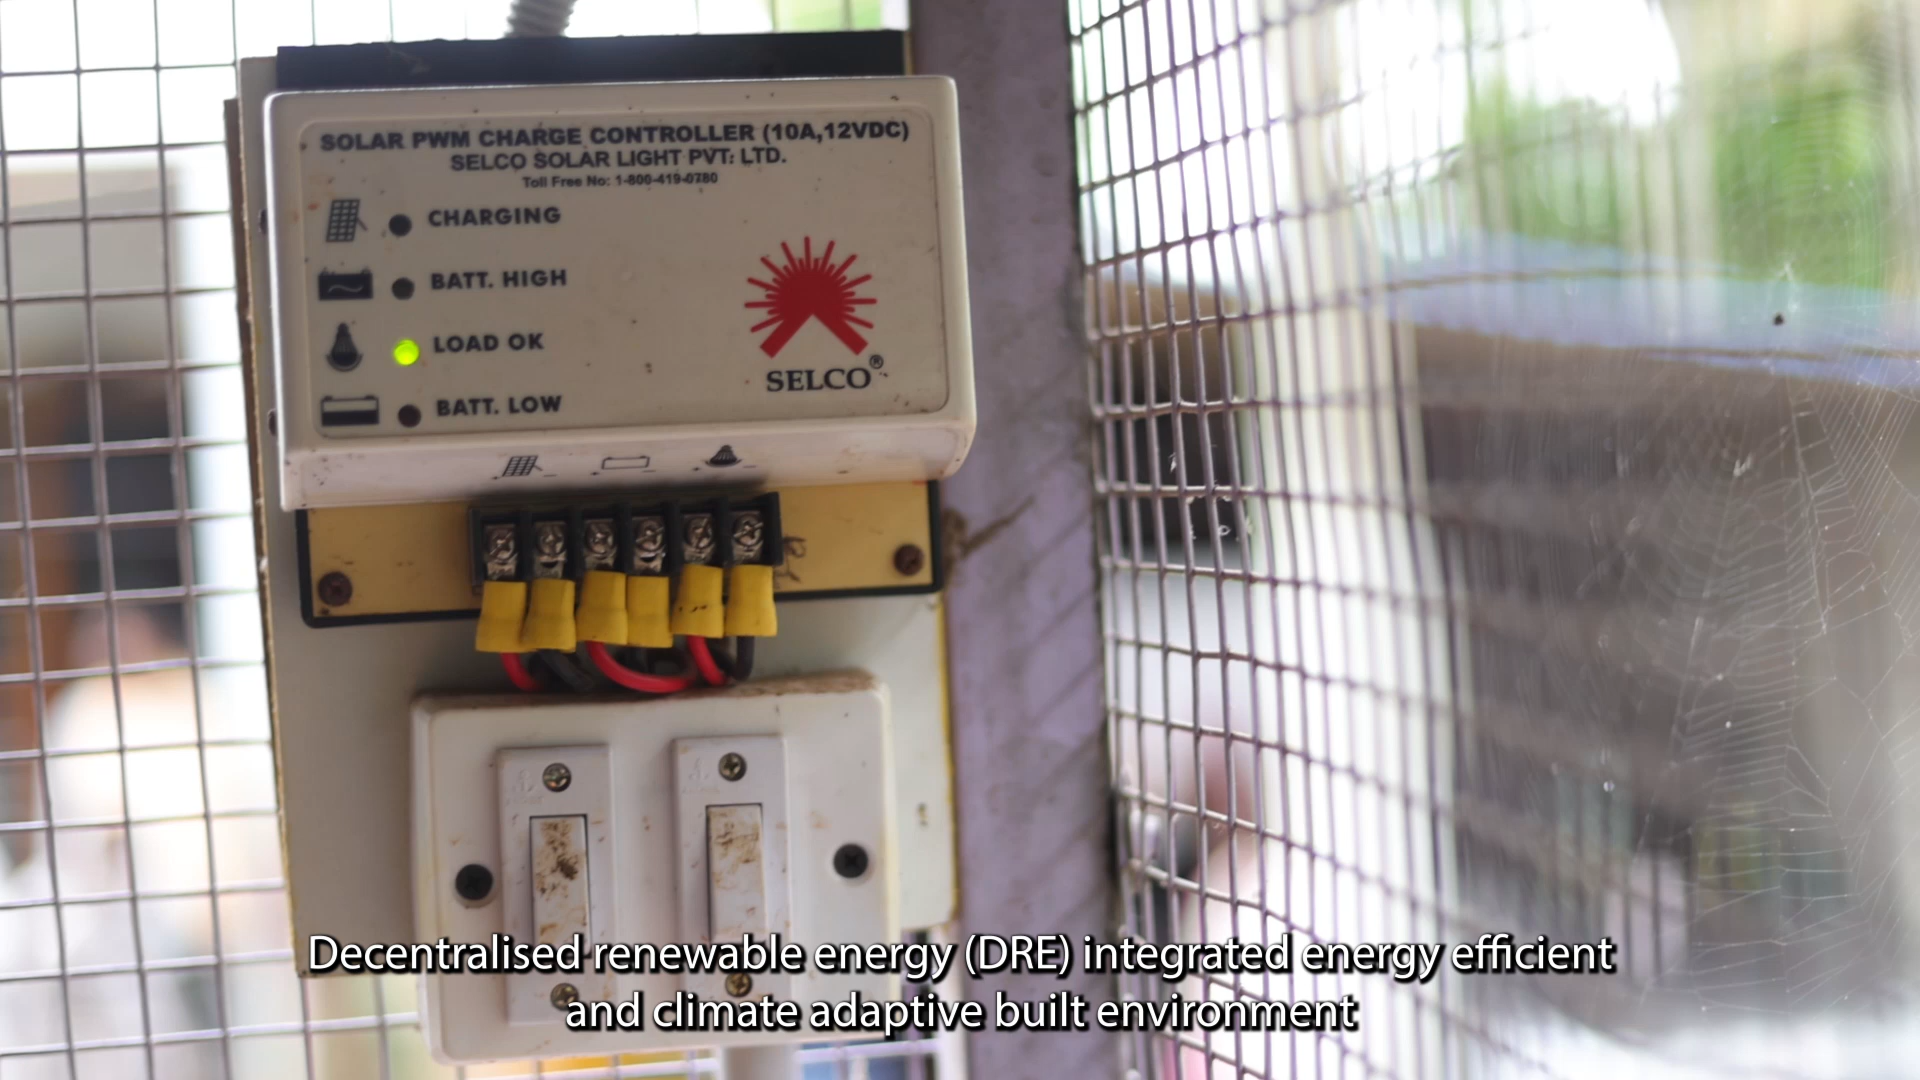 SOLAR PWM CHARGE CONTROLLER (10A,12VDC)
SELCO SOLAR LIGHT PVT. LTD.
Toll Free No: 1-800-419-0780
CHARGING
BATT. HIGH
LOAD OK
BATT. LOW
SELCO®
Decentralised renewable energy (DRE) integrated energy efficient
and climate adaptive built environment